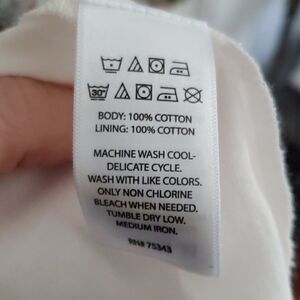 30°
BODY: 100% COTTON
LINING: 100% COTTON
MACHINE WASH COOL-
DELICATE CYCLE.
WASH WITH LIKE COLORS.
ONLY NON CHLORINE
BLEACH WHEN NEEDED.
TUMBLE DRY LOW.
MEDIUM IRON.
RN# 75343